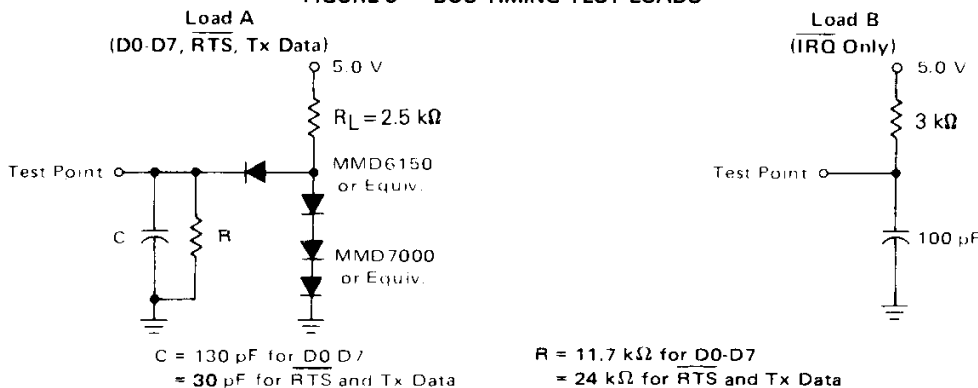 Load A
(D0-D7, RTS, Tx Data)
5.0 V
RL = 2.5 kΩ
Test Point
MMD6150
or Equiv.
C
R
MMD7000
or Equiv.
C = 130 pF for D0 D7
= 30 pF for RTS and Tx Data
Load B
(IRQ Only)
5.0 V
3 kΩ
Test Point
100 pF
R = 11.7 kΩ for D0-D7
= 24 kΩ for RTS and Tx Data